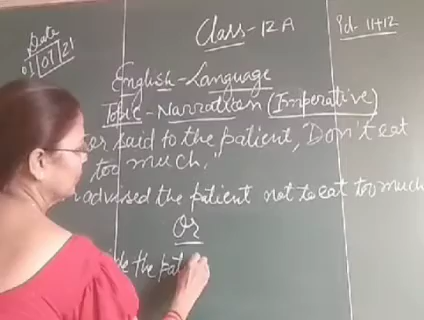 Class-12A
Pd-11+12
Date
01/07/21
English-Language
Topic-Narration (Imperative)
said to the patient, "Don't eat
too much."
advised the patient not to eat too much
Or
the pat